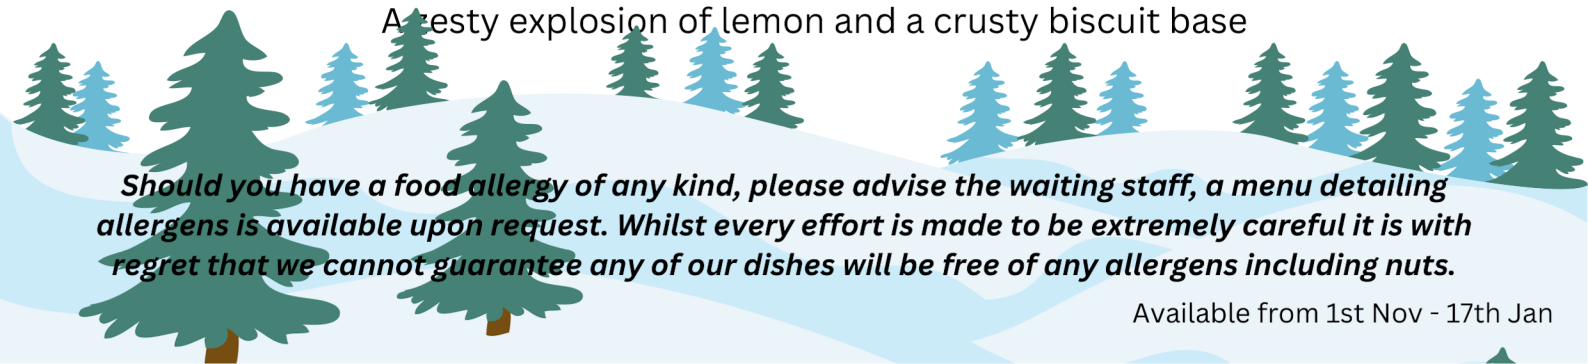 A zesty explosion of lemon and a crusty biscuit base
Should you have a food allergy of any kind, please advise the waiting staff, a menu detailing
allergens is available upon request. Whilst every effort is made to be extremely careful it is with
regret that we cannot guarantee any of our dishes will be free of any allergens including nuts.
Available from 1st Nov - 17th Jan